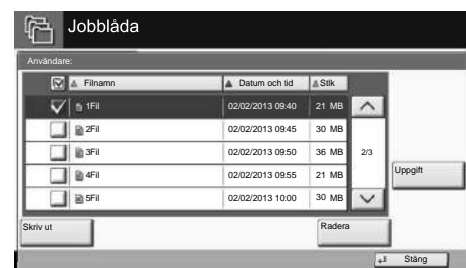 Jobblåda
Användare:
Filnamn Datum och tid Stlk
1Fil 02/02/2013 09:40 21 MB
2Fil 02/02/2013 09:45 30 MB
3Fil 02/02/2013 09:50 36 MB
2/3
4Fil 02/02/2013 09:55 21 MB
Uppgift
5Fil 02/02/2013 10:00 30 MB
Skriv ut Radera
Stäng